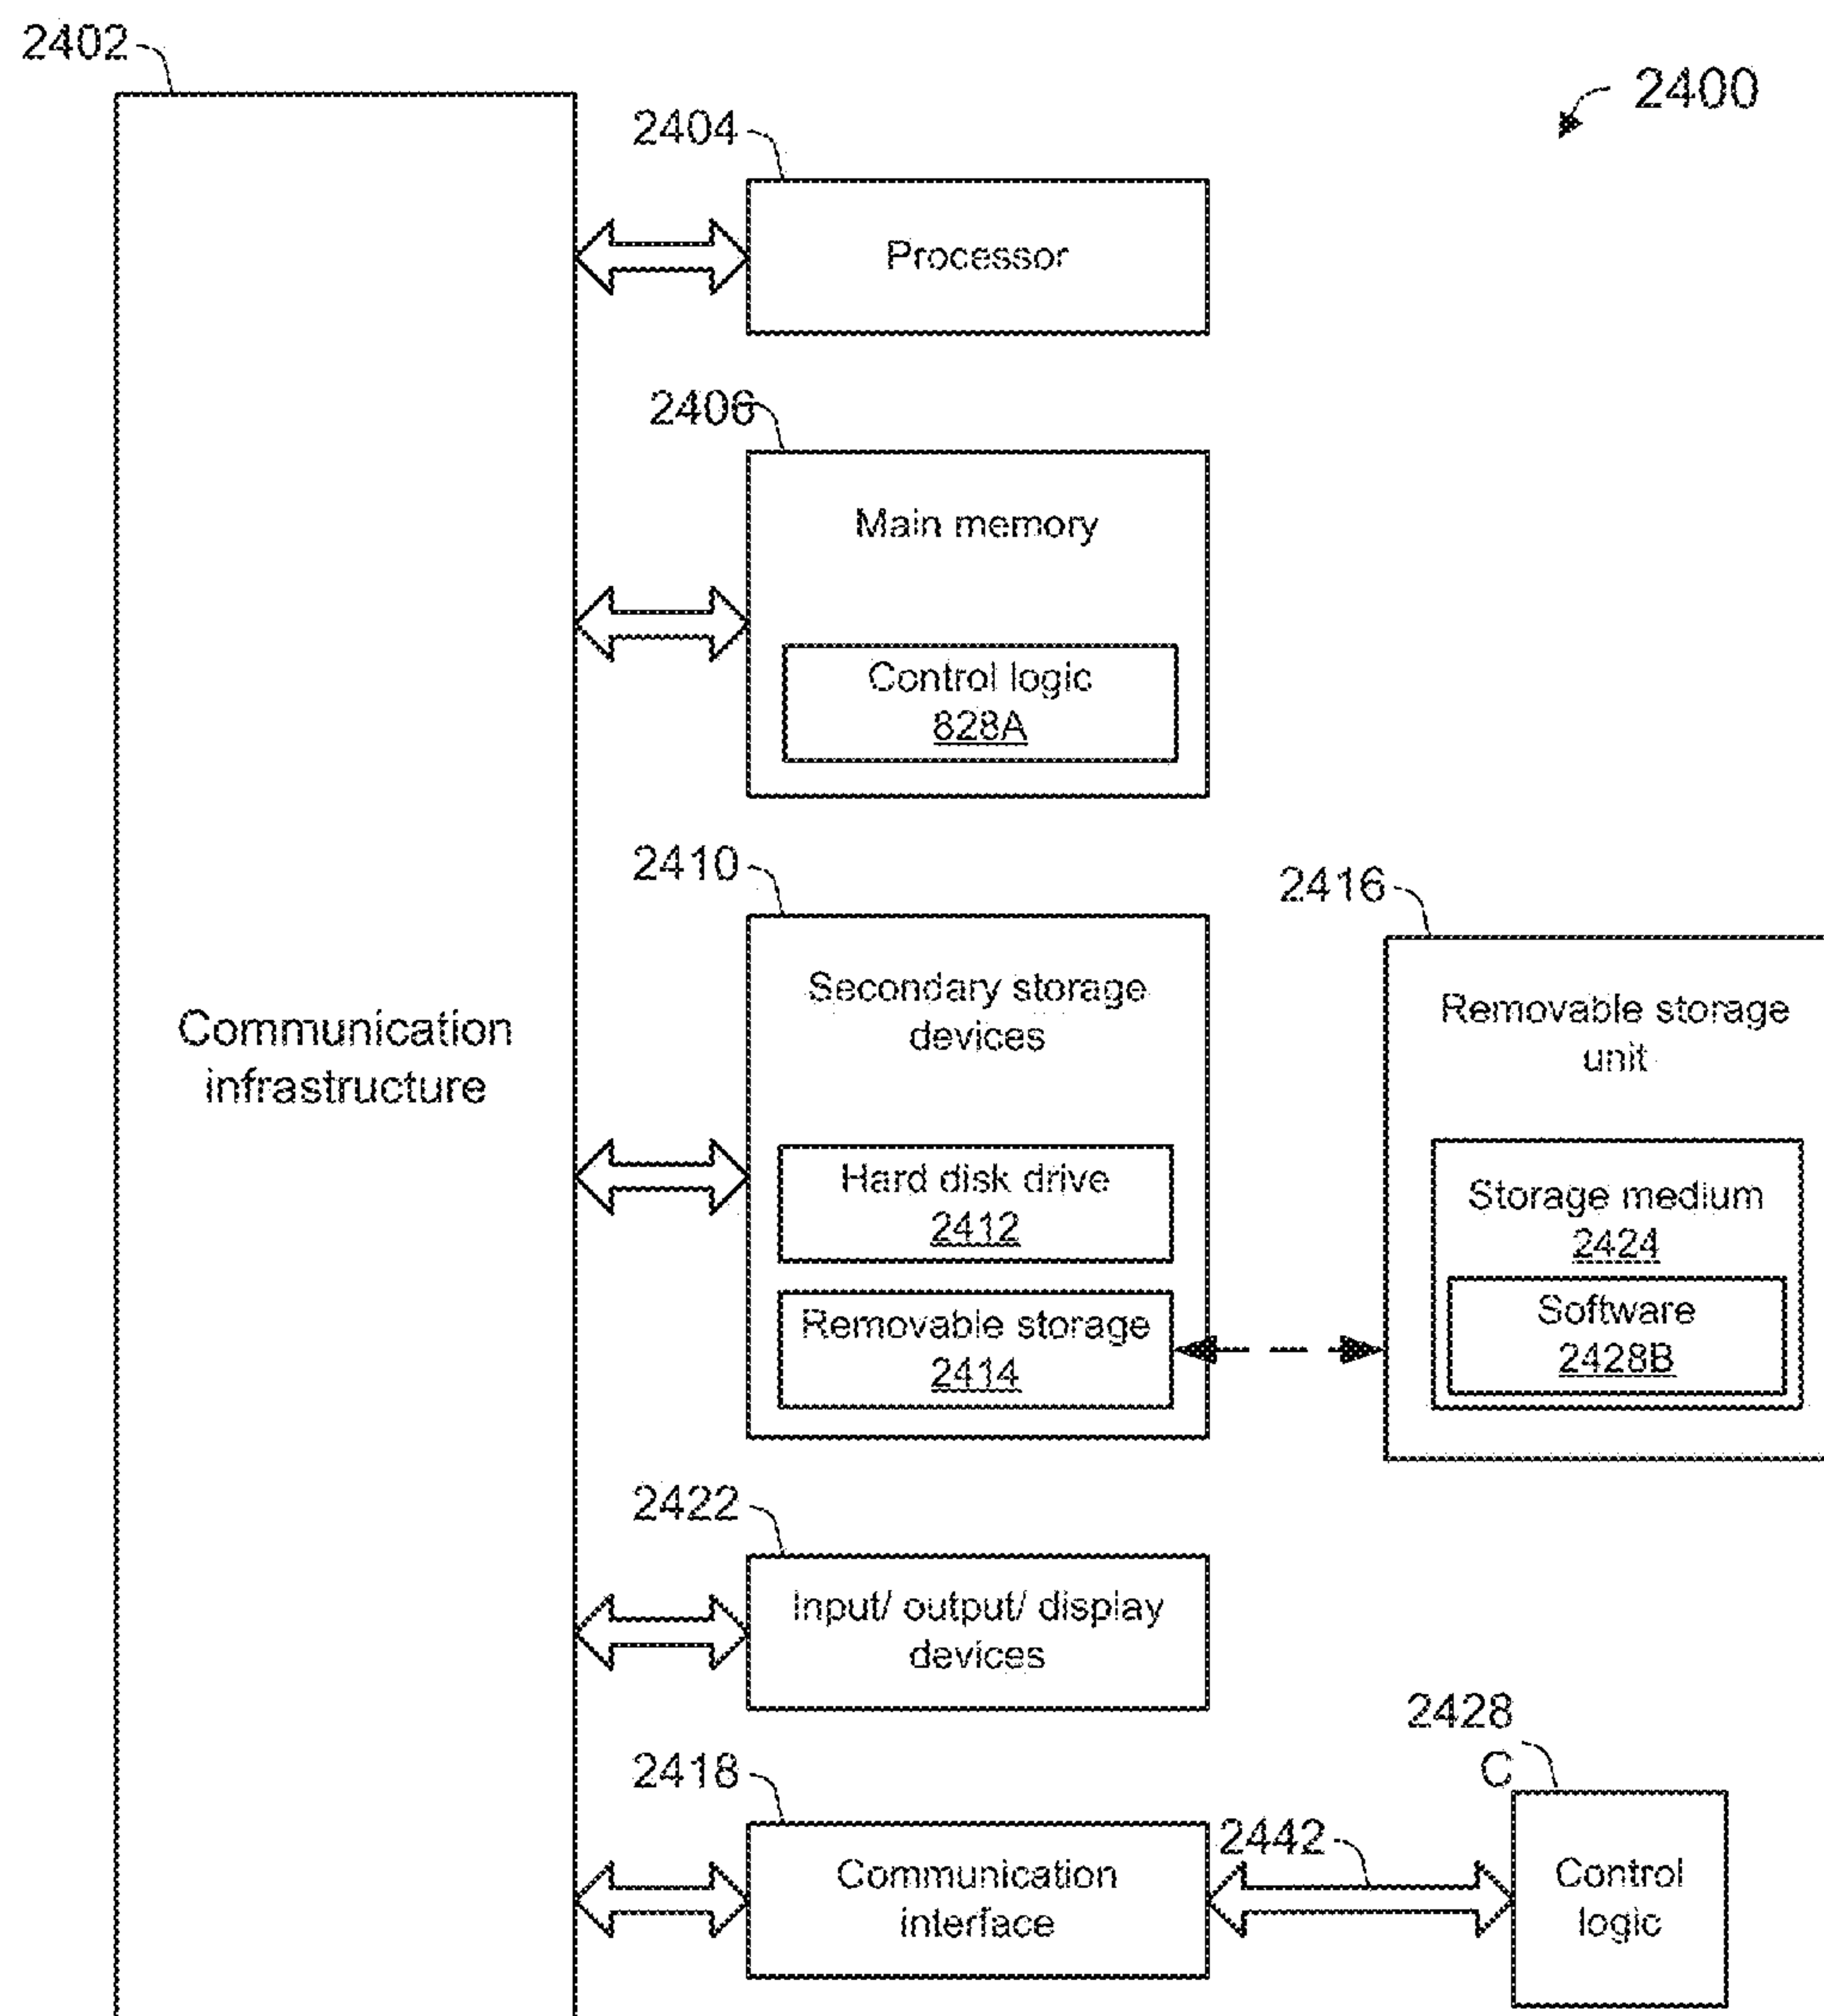 2402
2400
2404
Processor
2406
Main memory
Control logic
828A
2410
2416
Secondary storage
devices
Removable storage
unit
Communication
infrastructure
Hard disk drive
2412
Storage medium
2424
Removable storage
2414
Software
2428B
2422
Input/ output/ display
devices
2428
C
2418
2442
Communication
interface
Control
logic